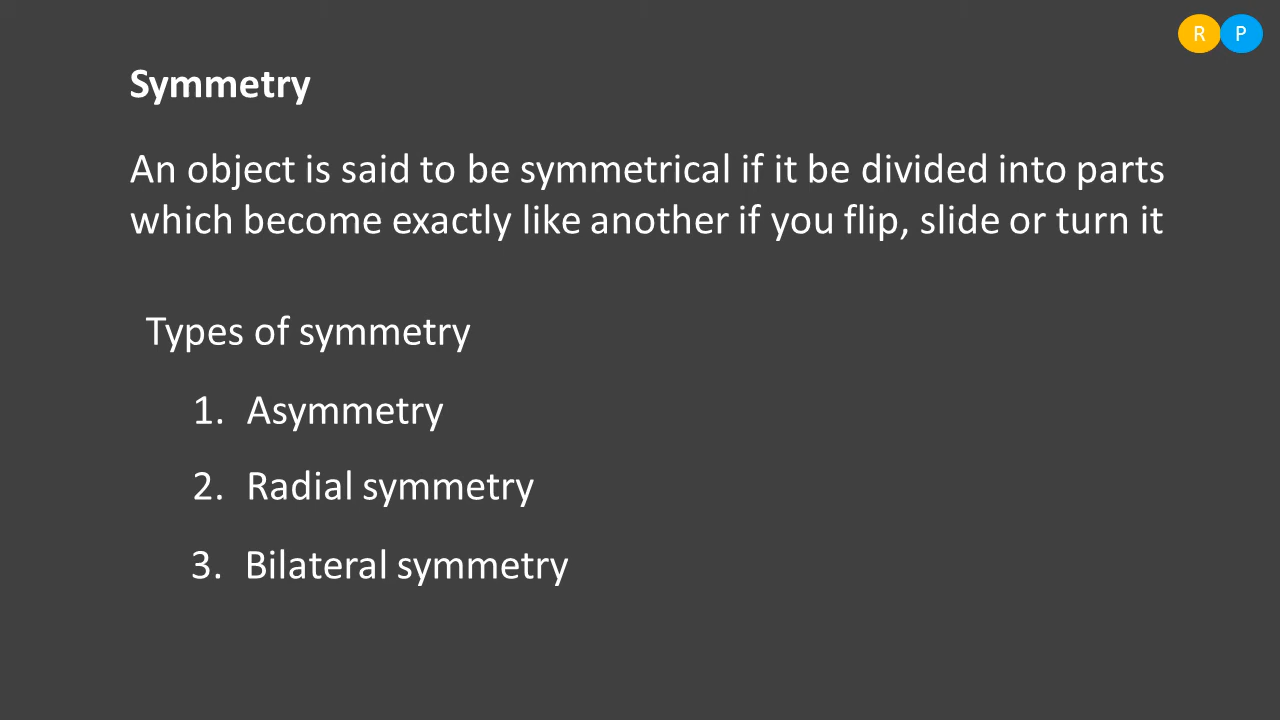 R P
Symmetry
An object is said to be symmetrical if it be divided into parts
which become exactly like another if you flip, slide or turn it
Types of symmetry
1. Asymmetry
2. Radial symmetry
3. Bilateral symmetry